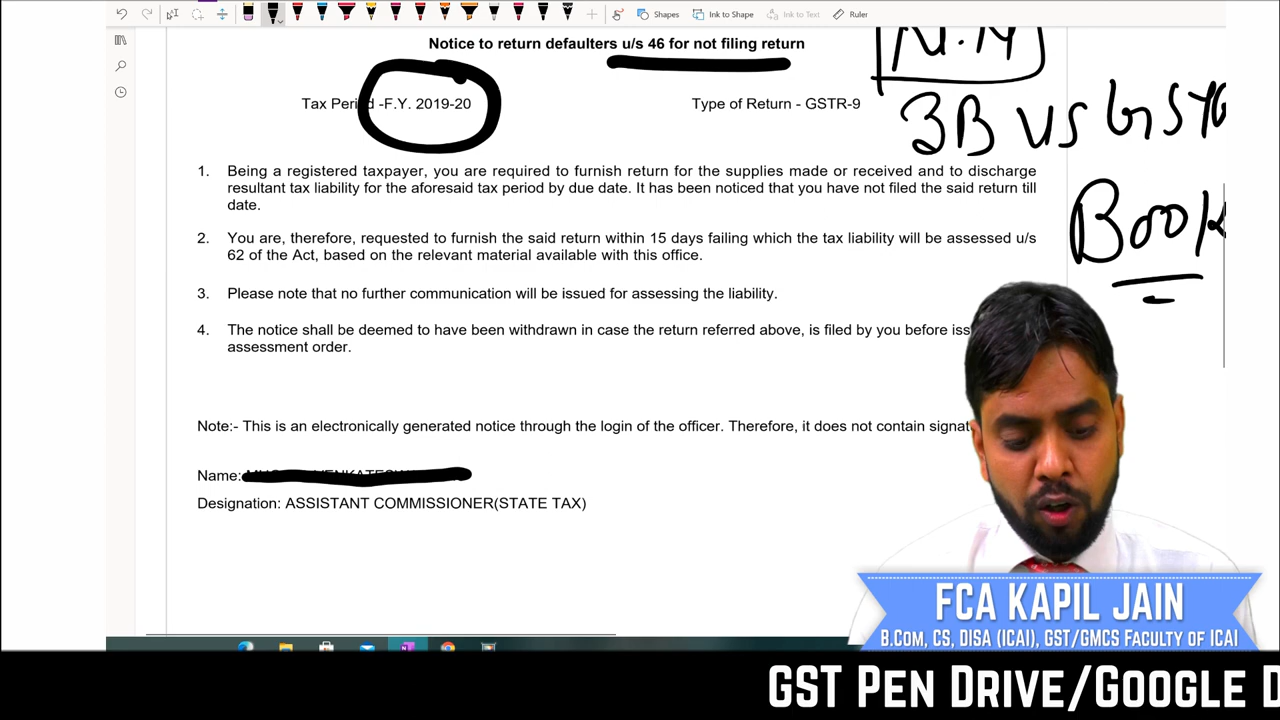 Shapes Ink to Shape Ink to Text Ruler
Notice to return defaulters u/s 46 for not filing return
N.N
Tax Period -F.Y. 2019-20 Type of Return - GSTR-9
3B VS GSTR
1. Being a registered taxpayer, you are required to furnish return for the supplies made or received and to discharge
resultant tax liability for the aforesaid tax period by due date. It has been noticed that you have not filed the said return till
date.
Book
2. You are, therefore, requested to furnish the said return within 15 days failing which the tax liability will be assessed u/s
62 of the Act, based on the relevant material available with this office.
3. Please note that no further communication will be issued for assessing the liability.
4. The notice shall be deemed to have been withdrawn in case the return referred above, is filed by you before iss
assessment order.
Note:- This is an electronically generated notice through the login of the officer. Therefore, it does not contain signat
Name:
Designation: ASSISTANT COMMISSIONER(STATE TAX)
FCA KAPIL JAIN
B.COM, CS, DISA (ICAI), GST/GMCS FACULTY OF ICAI
GST PEN DRIVE/GOOGLE D